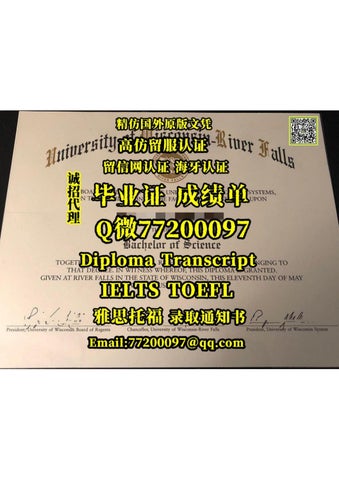 精仿国外原版文凭
高仿留服认证
University of Wisconsin-River Falls
留信网认证 海牙认证
诚招代理
毕业证 成绩单
Q微77200097
Bachelor of Science
Diploma Transcript
THAT DEGREE. IN WITNESS WHEREOF, THIS DIPLOMA IS GRANTED.
GIVEN AT RIVER FALLS IN THE STATE OF WISCONSIN, THIS ELEVENTH DAY OF MAY
IELTS TOEFL
雅思托福 录取通知书
President, University of Wisconsin Board of Regents
Chancellor, University of Wisconsin-River Falls
President, University of Wisconsin System
Email:77200097@qq.com